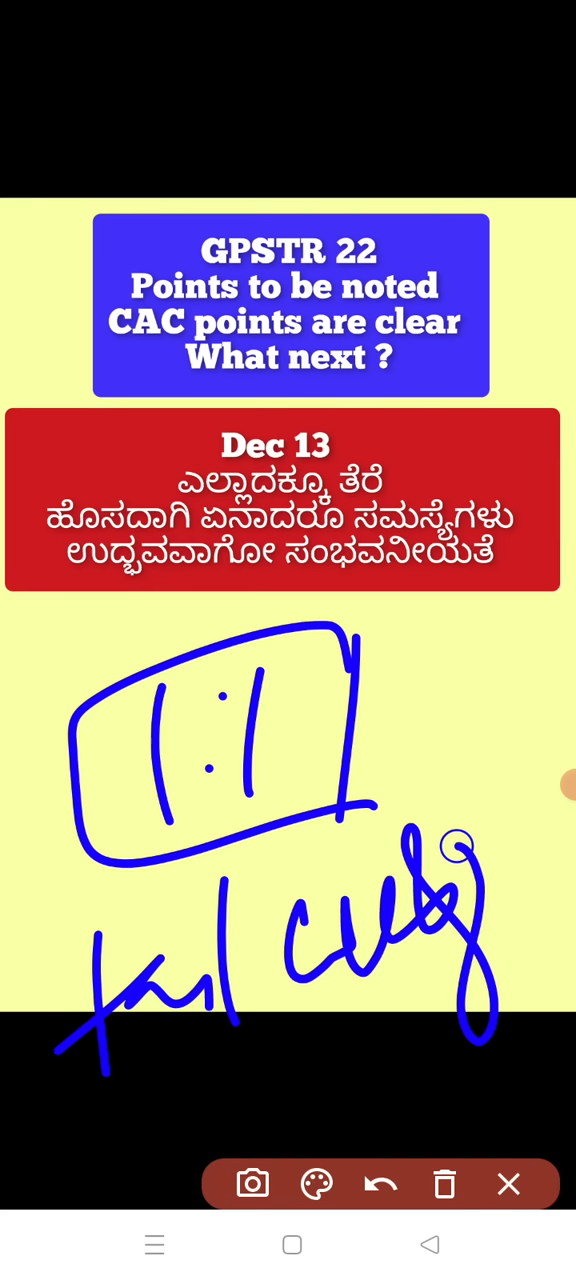 GPSTR 22
Points to be noted
CAC points are clear
What next ?
Dec 13
ಎಲ್ಲಾದಕ್ಕೂ ತೆರೆ
ಹೊಸದಾಗಿ ಏನಾದರೂ ಸಮಸ್ಯೆಗಳು
ಉದ್ಭವವಾಗೋ ಸಂಭವನೀಯತೆ
1:1